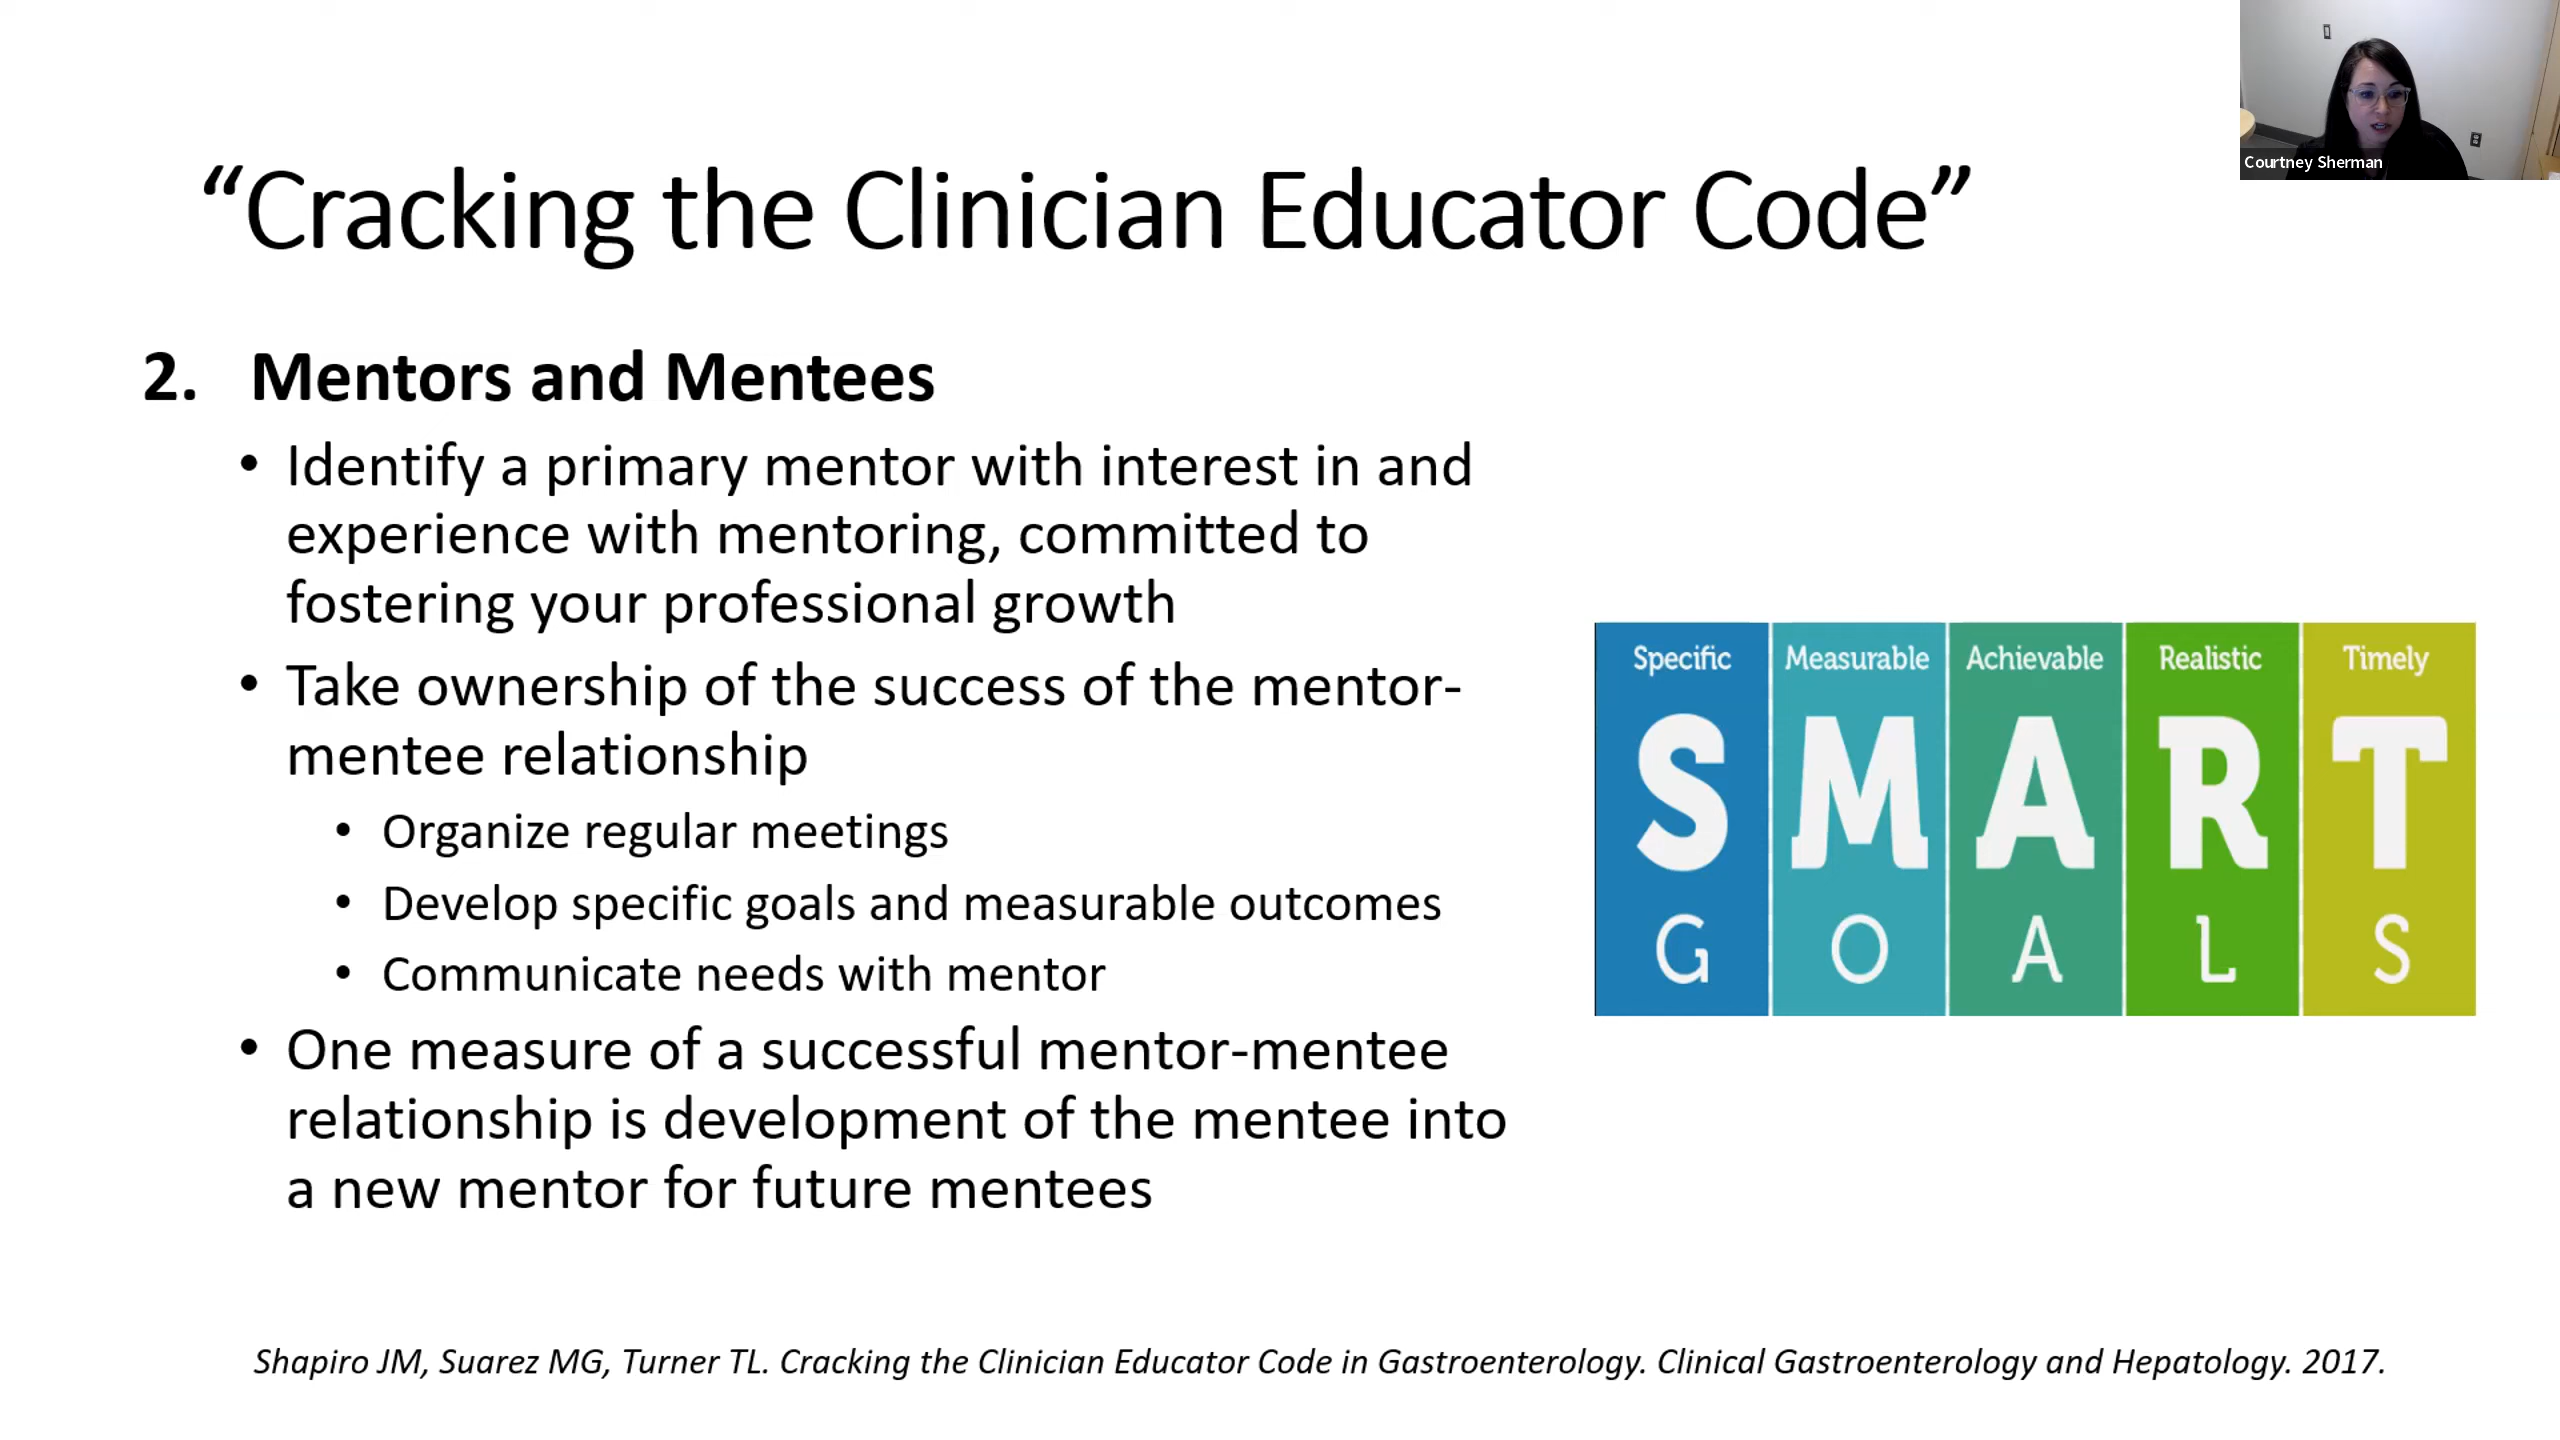 Courtney Sherman
“Cracking the Clinician Educator Code”
2. Mentors and Mentees
• Identify a primary mentor with interest in and
experience with mentoring, committed to
fostering your professional growth
• Take ownership of the success of the mentor-
mentee relationship
• Organize regular meetings
• Develop specific goals and measurable outcomes
• Communicate needs with mentor
• One measure of a successful mentor-mentee
relationship is development of the mentee into
a new mentor for future mentees
Specific Measurable Achievable Realistic Timely
S M A R T
G O A L S
Shapiro JM, Suarez MG, Turner TL. Cracking the Clinician Educator Code in Gastroenterology. Clinical Gastroenterology and Hepatology. 2017.